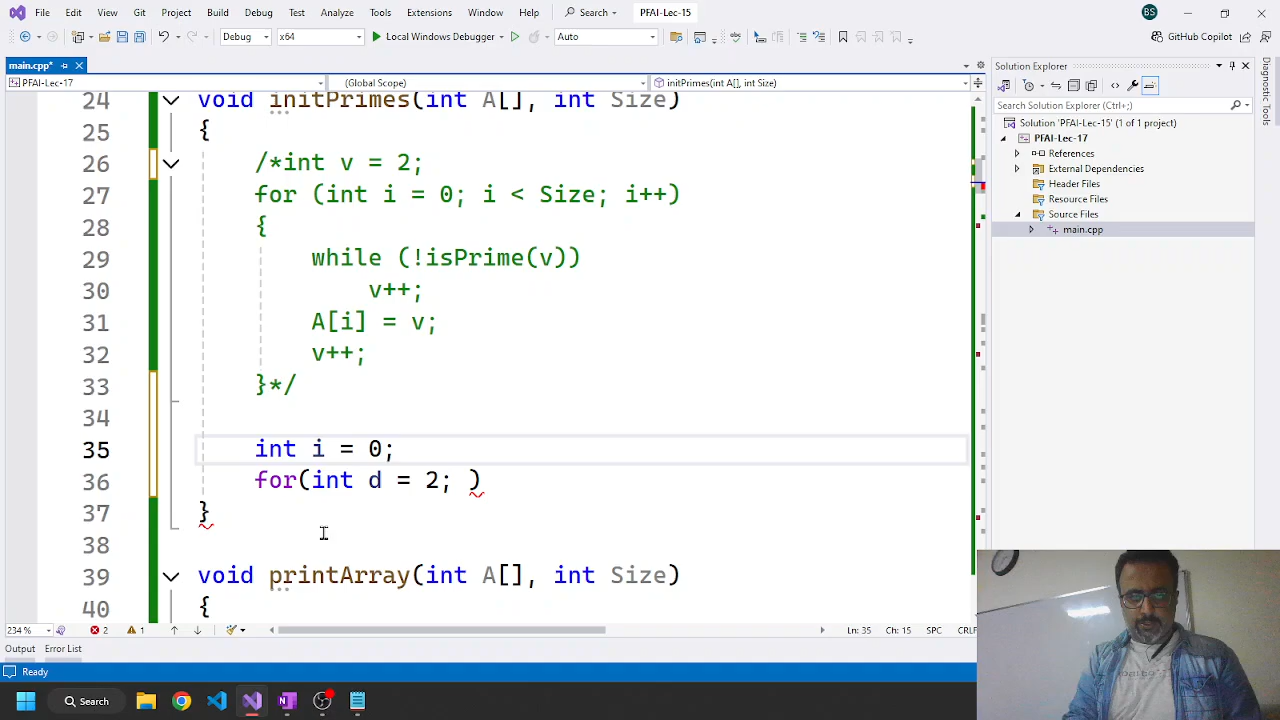 File Edit View Git Project Build Debug Test Analyze Tools Extensions Window Help Search PFAI-Lec-15 BS
Debug x64 Local Windows Debugger Auto GitHub Copilot
main.cpp*
PFAI-Lec-17 (Global Scope) initPrimes(int A[], int Size)
24 void initPrimes(int A[], int Size)
25 {
26 /*int v = 2;
27 for (int i = 0; i < Size; i++)
28 {
29 while (!isPrime(v))
30 v++;
31 A[i] = v;
32 v++;
33 }*/
34
35 int i = 0;
36 for(int d = 2; )
37 }
38
39 void printArray(int A[], int Size)
40 {
234 % 2 1 Ln: 35 Ch: 15 SPC CRLF
Output Error List
Ready
Solution Explorer
Search Solution Explorer (Ctrl+;)
Solution 'PFAI-Lec-15' (1 of 1 project)
PFAI-Lec-17
References
External Dependencies
Header Files
Resource Files
Source Files
main.cpp
Diagnostic Tools
Search